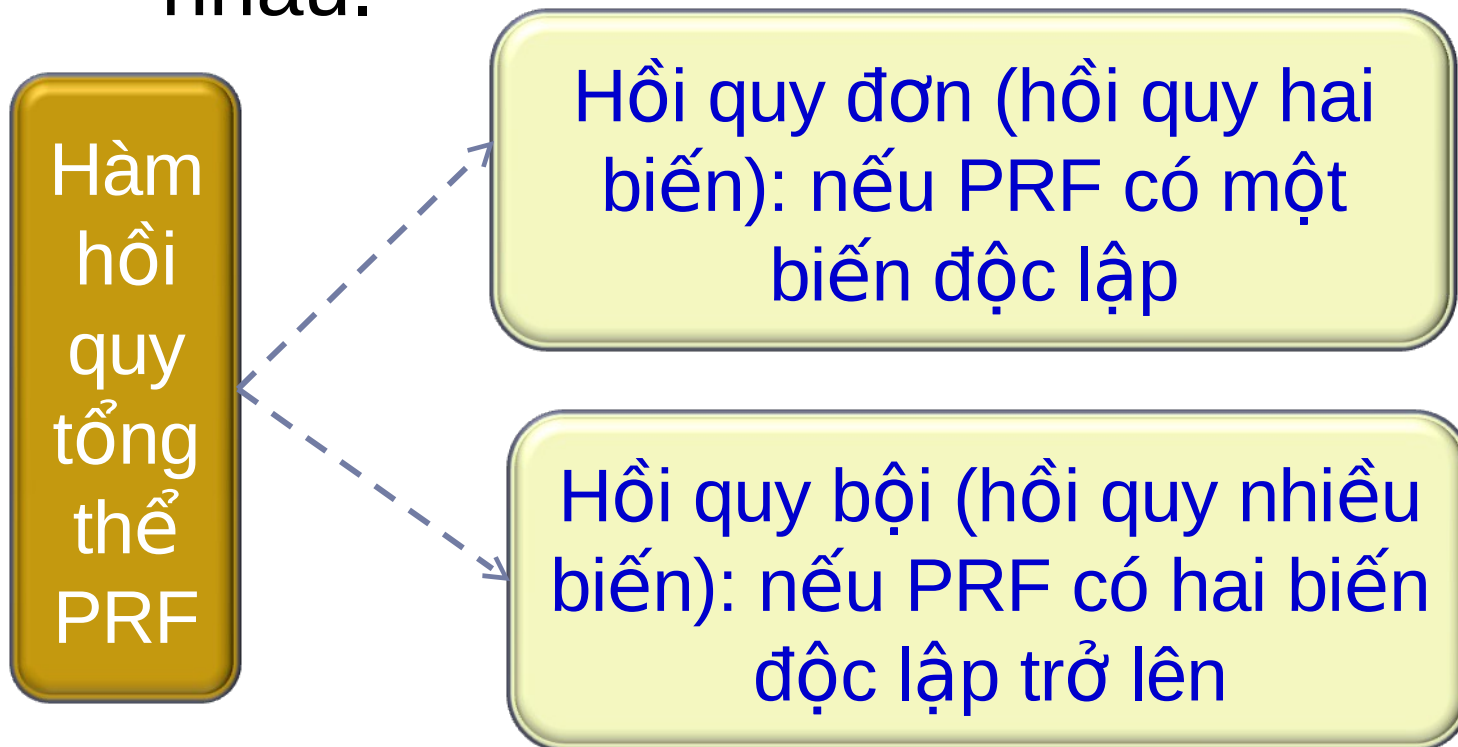 nhau.
Hàm
hồi
quy
tổng
thể
PRF
Hồi quy đơn (hồi quy hai
biến): nếu PRF có một
biến độc lập
Hồi quy bội (hồi quy nhiều
biến): nếu PRF có hai biến
độc lập trở lên